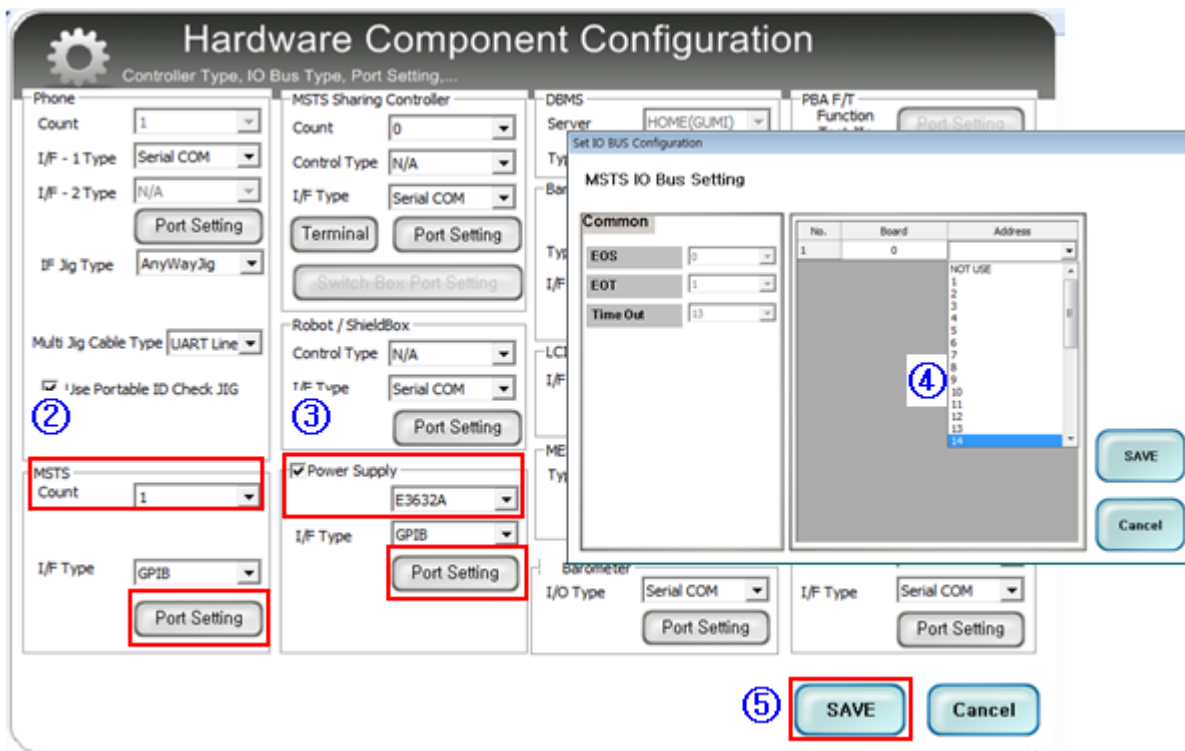 Hardware Component Configuration
Controller Type, IO Bus Type, Port Setting,...
Phone
Count 1
I/F - 1 Type Serial COM
I/F - 2 Type N/A
Port Setting
IF Jig Type AnyWayJig
Multi Jig Cable Type UART Line
Use Portable ID Check JIG
②
MSTS
Count 1
I/F Type GPIB
Port Setting
MSTS Sharing Controller
Count 0
Control Type N/A
I/F Type Serial COM
Terminal Port Setting
Switch Box Port Setting
Robot / ShieldBox
Control Type N/A
I/F Type Serial COM
③
Port Setting
Power Supply
E3632A
I/F Type GPIB
Port Setting
DBMS
Server HOME(GUMI)
Barometer
I/O Type Serial COM
Port Setting
PBA F/T
Function
Port Setting
I/F Type Serial COM
Port Setting
Set IO BUS Configuration
MSTS IO Bus Setting
Common
EOS 0
EOT 1
Time Out 13
No. Board Address
1 0
NOT USE
1
2
3
4
5
6
7
8
9
10
11
12
13
14
④
SAVE
Cancel
⑤
SAVE Cancel